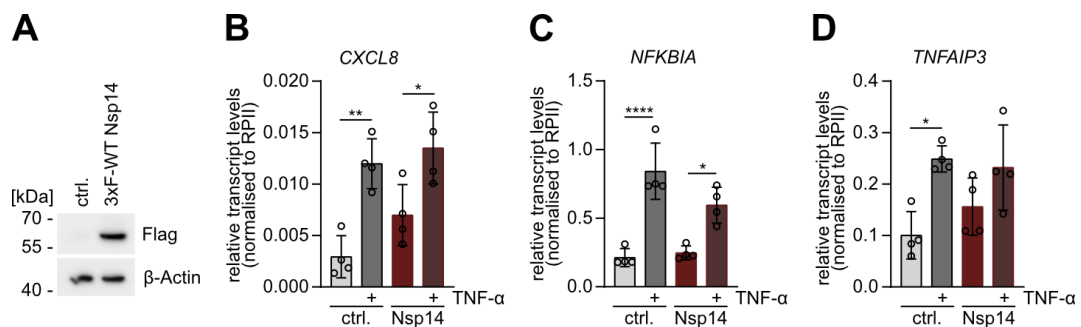 A
ctrl.
3xF-WT Nsp14
[kDa]
70 -
55 -
40 -
Flag
β-Actin
B
CXCL8
relative transcript levels
(normalised to RPII)
0.020
0.015
0.010
0.005
0.000
**
*
+ + TNF-α
ctrl. Nsp14
C
NFKBIA
relative transcript levels
(normalised to RPII)
1.5
1.0
0.5
0.0
****
*
+ + TNF-α
ctrl. Nsp14
D
TNFAIP3
relative transcript levels
(normalised to RPII)
0.4
0.3
0.2
0.1
0.0
*
+ + TNF-α
ctrl. Nsp14